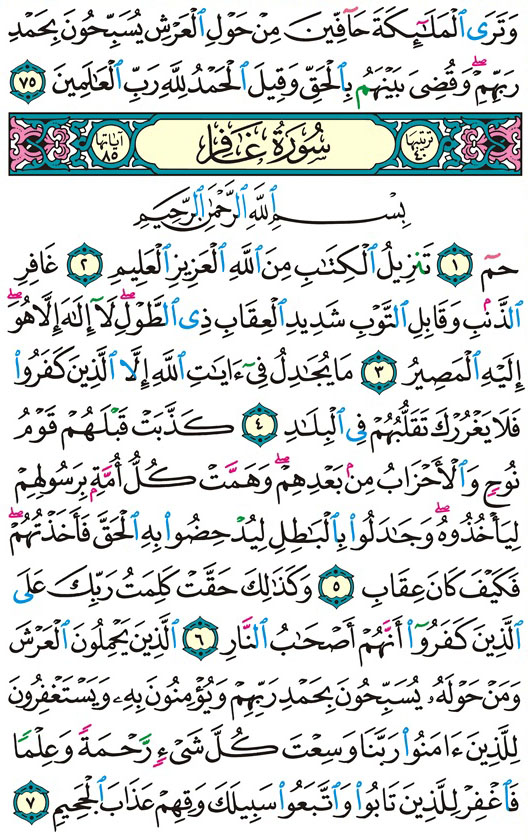 وَتَرَى ٱلْمَلَٰٓئِكَةَ حَآفِّينَ مِنْ حَوْلِ ٱلْعَرْشِ يُسَبِّحُونَ بِحَمْدِ
رَبِّهِمْ ۖ وَقُضِىَ بَيْنَهُم بِٱلْحَقِّ وَقِيلَ ٱلْحَمْدُ لِلَّهِ رَبِّ ٱلْعَٰلَمِينَ ٧٥
ترتيبها ٤٠ سُورَةُ غَافِرٍ آياتها ٨٥
بِسْمِ ٱللَّهِ ٱلرَّحْمَٰنِ ٱلرَّحِيمِ
حمٓ ١ تَنزِيلُ ٱلْكِتَٰبِ مِنَ ٱللَّهِ ٱلْعَزِيزِ ٱلْعَلِيمِ ٢ غَافِرِ
ٱلذَّنۢبِ وَقَابِلِ ٱلتَّوْبِ شَدِيدِ ٱلْعِقَابِ ذِى ٱلطَّوْلِ ۖ لَآ إِلَٰهَ إِلَّا هُوَ ۖ
إِلَيْهِ ٱلْمَصِيرُ ٣ مَا يُجَٰدِلُ فِىٓ ءَايَٰتِ ٱللَّهِ إِلَّا ٱلَّذِينَ كَفَرُوا۟
فَلَا يَغْرُرْكَ تَقَلُّبُهُمْ فِى ٱلْبِلَٰدِ ٤ كَذَّبَتْ قَبْلَهُمْ قَوْمُ
نُوحٍ وَٱلْأَحْزَابُ مِنۢ بَعْدِهِمْ ۖ وَهَمَّتْ كُلُّ أُمَّةٍۭ بِرَسُولِهِمْ
لِيَأْخُذُوهُ ۖ وَجَٰدَلُوا۟ بِٱلْبَٰطِلِ لِيُدْحِضُوا۟ بِهِ ٱلْحَقَّ فَأَخَذْتُهُمْ ۖ
فَكَيْفَ كَانَ عِقَابِ ٥ وَكَذَٰلِكَ حَقَّتْ كَلِمَتُ رَبِّكَ عَلَى
ٱلَّذِينَ كَفَرُوٓا۟ أَنَّهُمْ أَصْحَٰبُ ٱلنَّارِ ٦ ٱلَّذِينَ يَحْمِلُونَ ٱلْعَرْشَ
وَمَنْ حَوْلَهُۥ يُسَبِّحُونَ بِحَمْدِ رَبِّهِمْ وَيُؤْمِنُونَ بِهِۦ وَيَسْتَغْفِرُونَ
لِلَّذِينَ ءَامَنُوا۟ رَبَّنَا وَسِعْتَ كُلَّ شَىْءٍ رَّحْمَةً وَعِلْمًا
فَٱغْفِرْ لِلَّذِينَ تَابُوا۟ وَٱتَّبَعُوا۟ سَبِيلَكَ وَقِهِمْ عَذَابَ ٱلْجَحِيمِ ٧